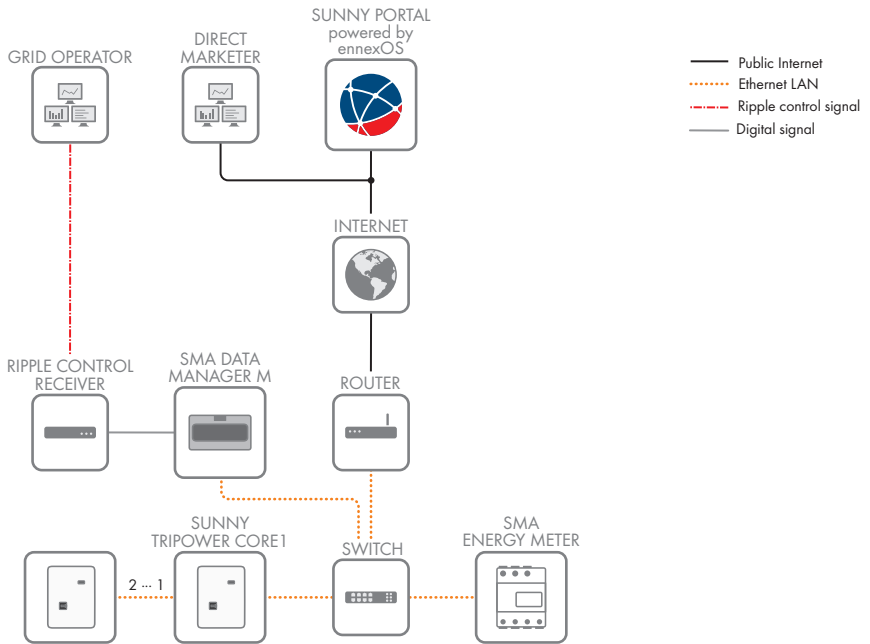 SUNNY PORTAL
powered by
ennexOS
DIRECT
MARKETER
GRID OPERATOR
Public Internet
Ethernet LAN
Ripple control signal
Digital signal
INTERNET
RIPPLE CONTROL
RECEIVER
SMA DATA
MANAGER M
ROUTER
SUNNY
TRIPOWER CORE1
SWITCH
SMA
ENERGY METER
2 ... 1